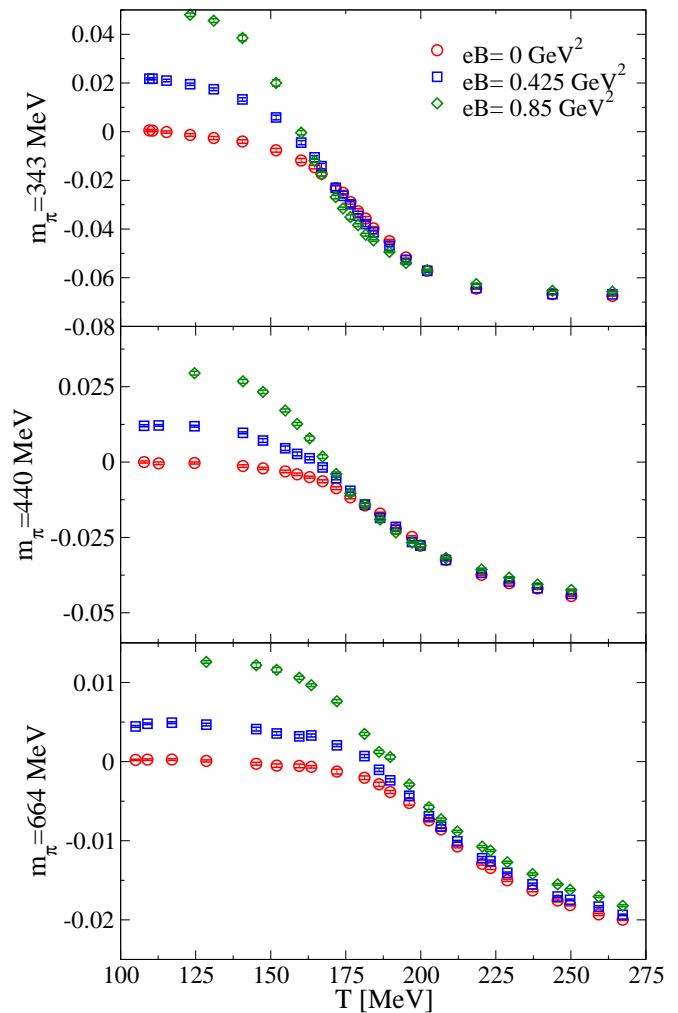 0.05
0.02
0
-0.02
-0.04
-0.06
-0.08
m_π=343 MeV
eB= 0 GeV²
eB= 0.425 GeV²
eB= 0.85 GeV²
0.025
0
-0.025
-0.05
m_π=440 MeV
0.01
0
-0.01
-0.02
m_π=664 MeV
100 125 150 175 200 225 250 275
T [MeV]